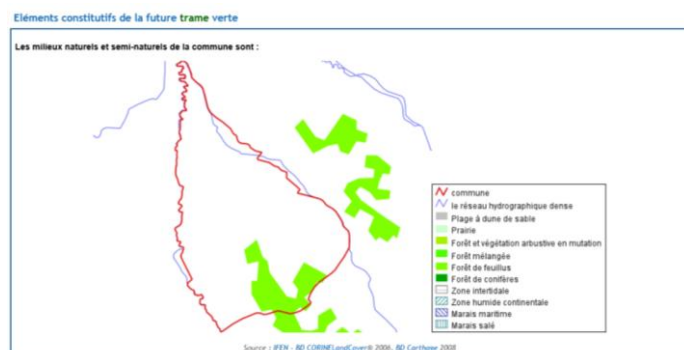 Eléments constitutifs de la future trame verte
Les milieux naturels et semi-naturels de la commune sont :
commune
le réseau hydrographique dense
Plage à dune de sable
Prairie
Forêt et végétation arbustive en mutation
Forêt mélangée
Forêt de feuillus
Forêt de conifères
Zone intertidale
Zone humide continentale
Marais maritime
Marais salé
Source : IFEN - BD CORINELandCover® 2006, BD Carthage 2008